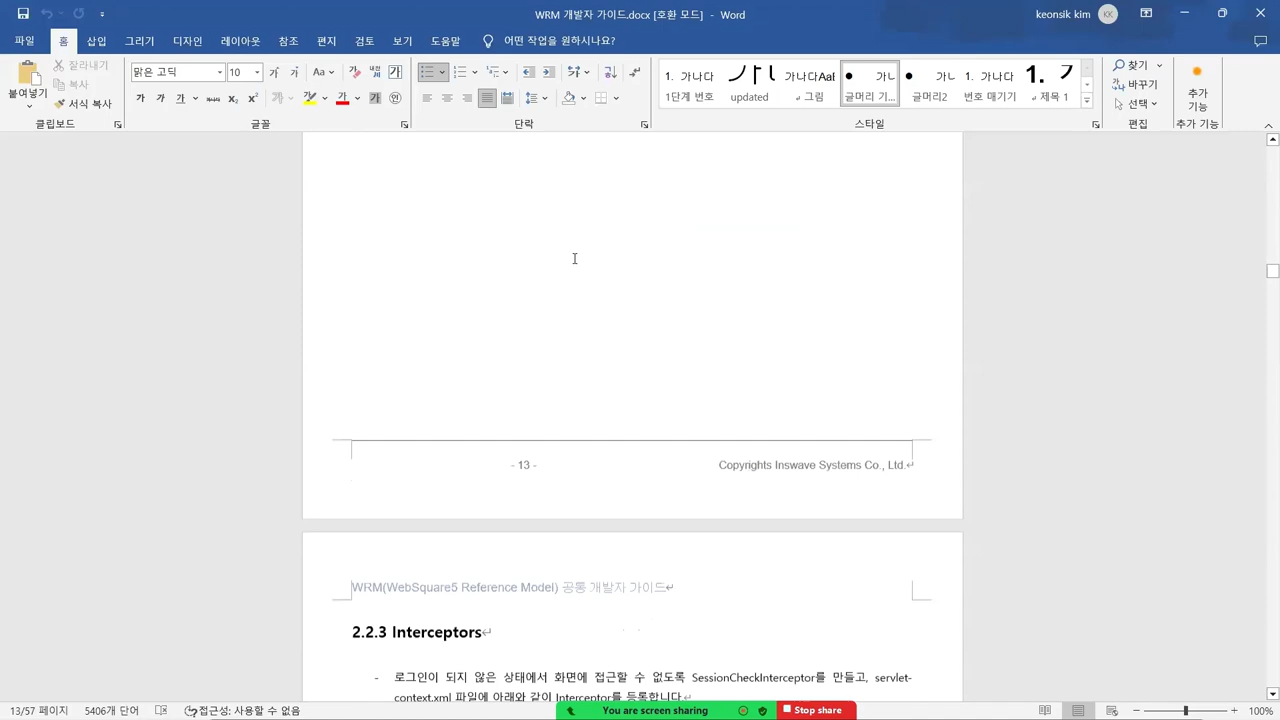 WRM 개발자 가이드.docx [호환 모드] - Word
keonsik kim
KK
파일
홈
삽입
그리기
디자인
레이아웃
참조
편지
검토
보기
도움말
어떤 작업을 원하시나요?
붙여넣기
잘라내기
복사
서식 복사
클립보드
맑은 고딕
10
글꼴
단락
1. 가나다
1단계 번호
updated
가나다Aa
그림
글머리 기...
글머리2
1. 가나다
번호 매기기
제목 1
스타일
찾기
바꾸기
선택
편집
추가
기능
추가 기능
- 13 -
Copyrights Inswave Systems Co., Ltd.
WRM(WebSquare5 Reference Model) 공통 개발자 가이드
2.2.3 Interceptors
- 로그인이 되지 않은 상태에서 화면에 접근할 수 없도록 SessionCheckInterceptor를 만들고, servlet-
context.xml 파일에 아래와 같이 Interceptor를 등록합니다.
13/57 페이지
5406개 단어
접근성: 사용할 수 없음
You are screen sharing
Stop share
100%